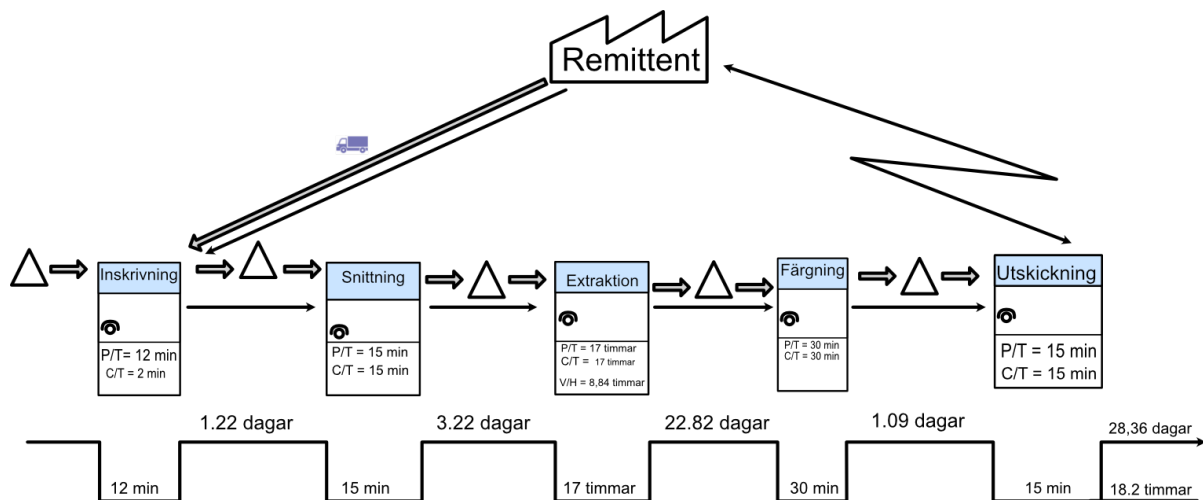 Remittent
Inskrivning
P/T= 12 min
C/T = 2 min
Snittning
P/T = 15 min
C/T = 15 min
Extraktion
P/T = 17 timmar
C/T = 17 timmar
V/H = 8,84 timmar
Färgning
P/T = 30 min
C/T = 30 min
Utskickning
P/T = 15 min
C/T = 15 min
1.22 dagar
3.22 dagar
22.82 dagar
1.09 dagar
28,36 dagar
12 min
15 min
17 timmar
30 min
15 min
18.2 timmar